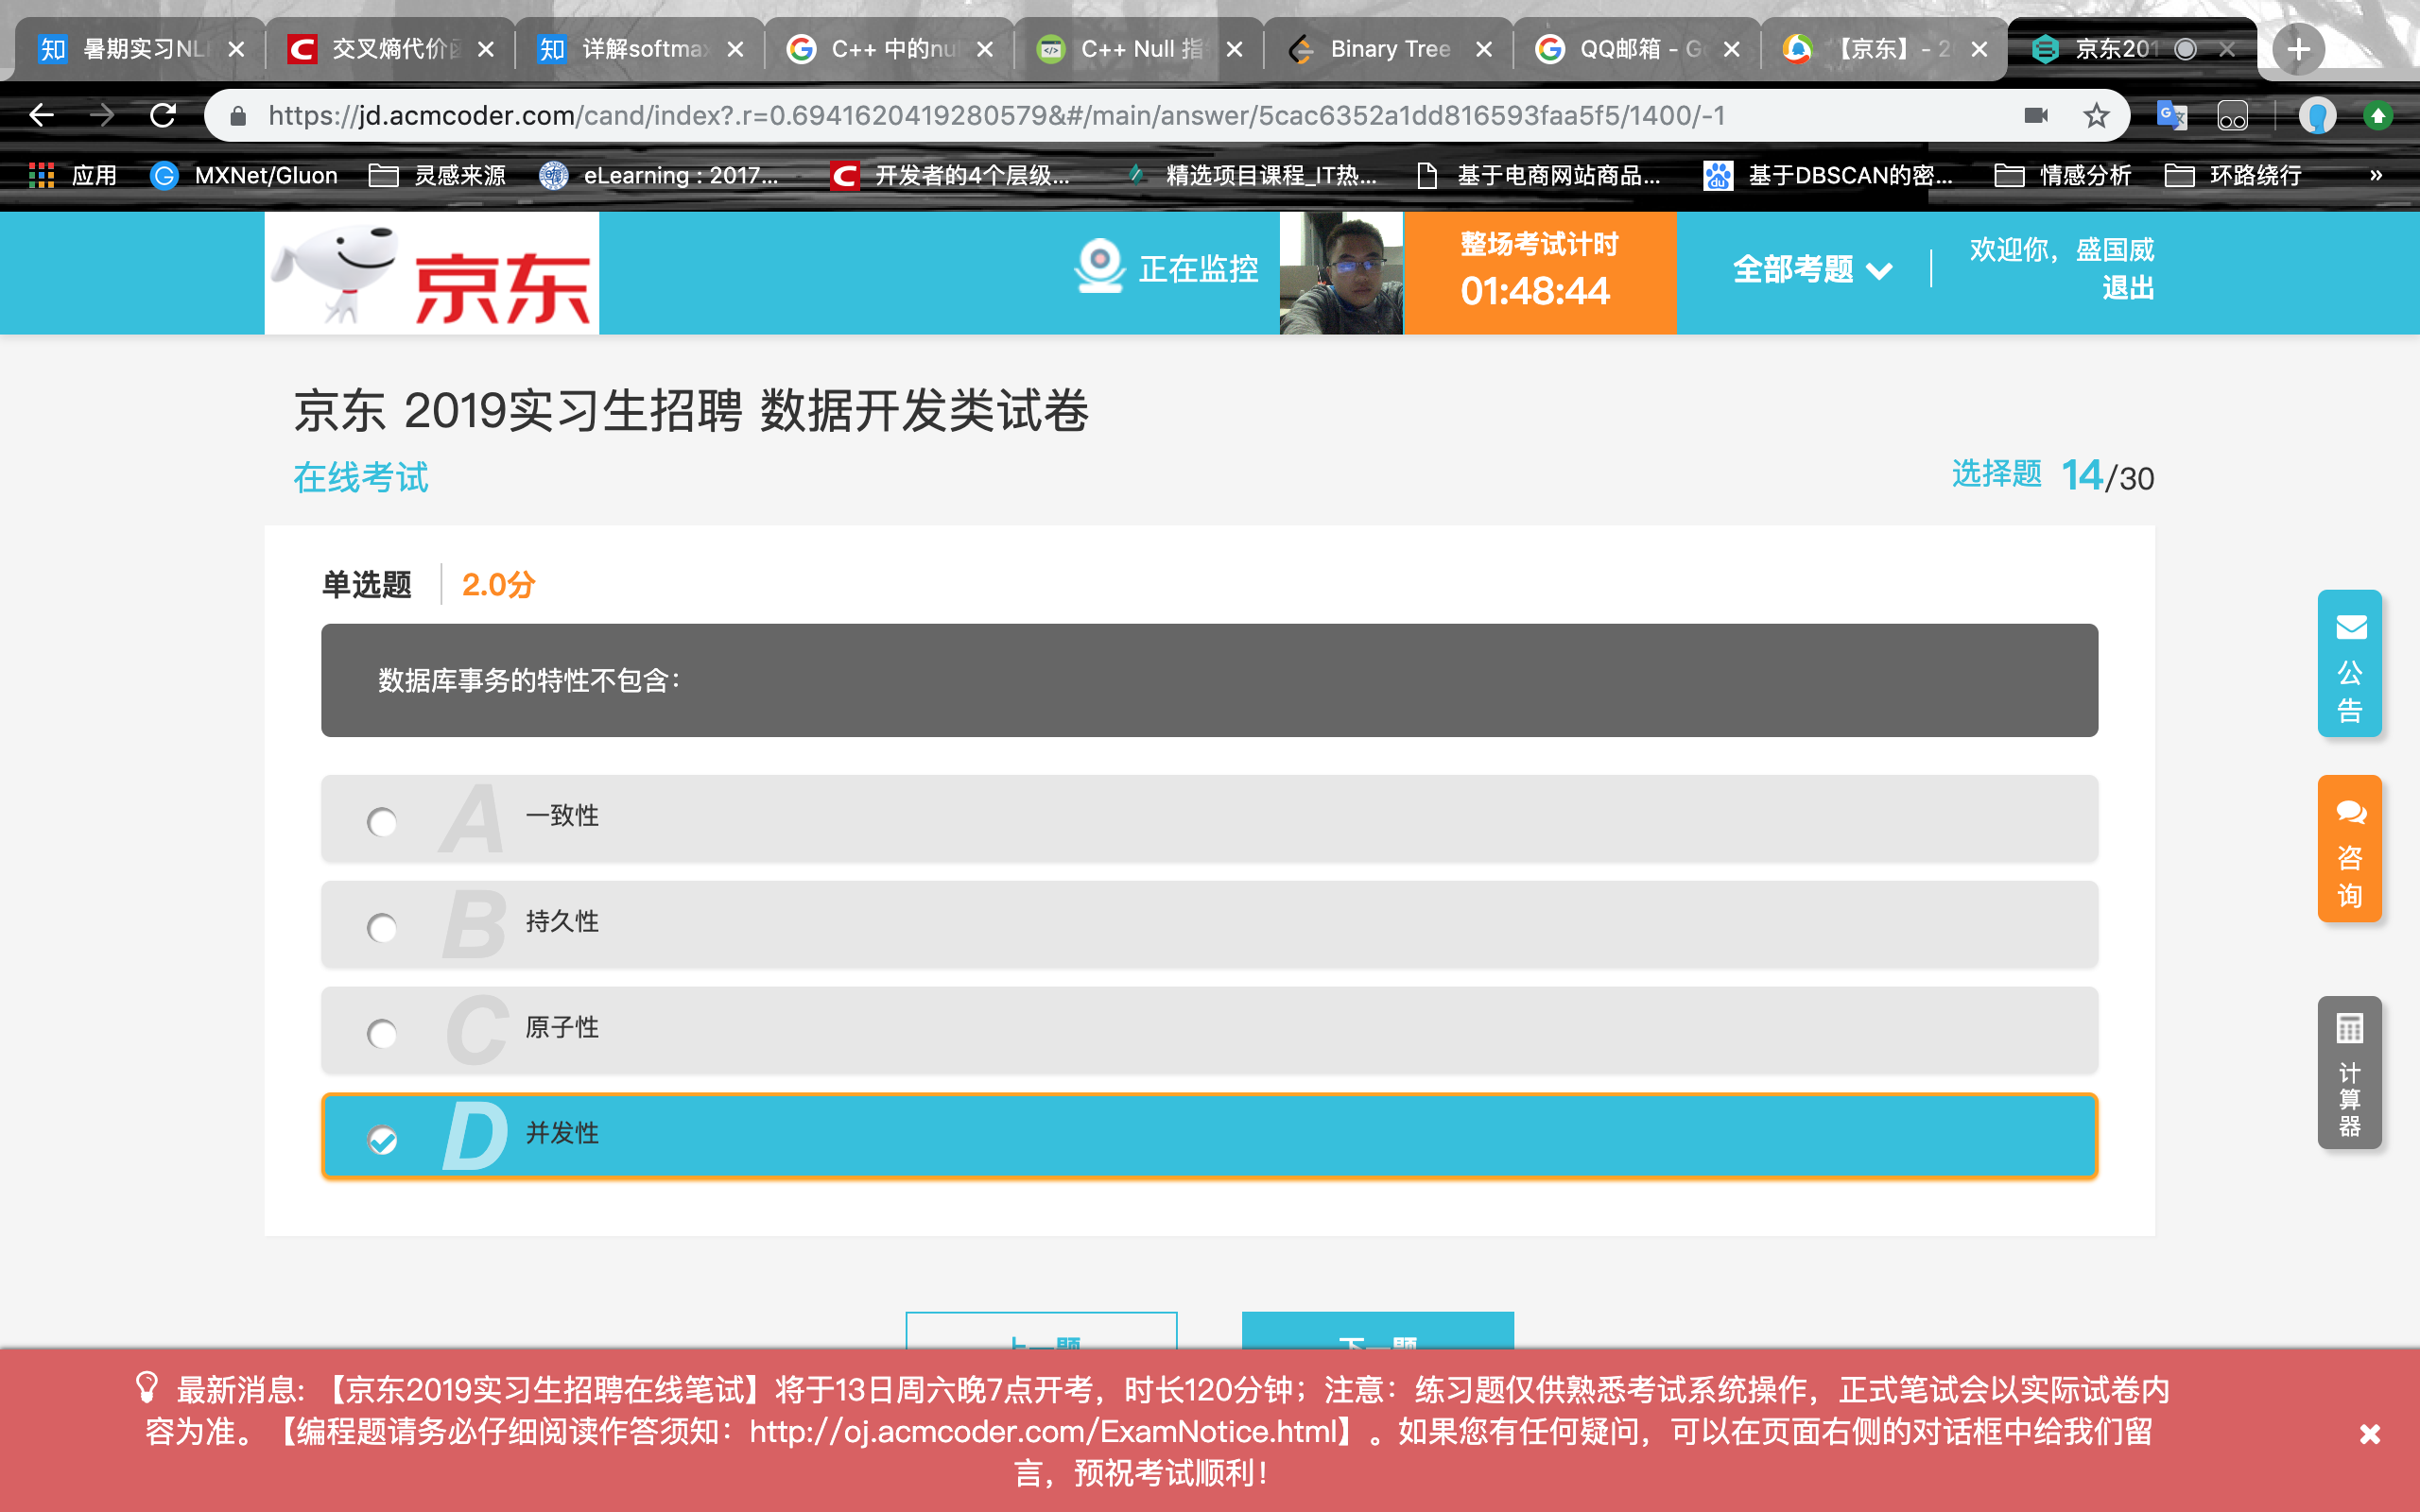 暑期实习NL
交叉熵代价函
详解softmax
C++ 中的nul
C++ Null 指
Binary Tree
QQ邮箱 - Go
【京东】- 20
京东201
https://jd.acmcoder.com/cand/index?.r=0.6941620419280579&#/main/answer/5cac6352a1dd816593faa5f5/1400/-1
应用
MXNet/Gluon
灵感来源
eLearning : 2017...
开发者的4个层级...
精选项目课程_IT热...
基于电商网站商品...
基于DBSCAN的密...
情感分析
环路绕行
»
京东
正在监控
整场考试计时
01:48:44
全部考题
欢迎你，盛国威
退出
京东 2019实习生招聘 数据开发类试卷
在线考试
选择题 14/30
单选题 2.0分
数据库事务的特性不包含：
A 一致性
B 持久性
C 原子性
D 并发性
公告
咨询
计算器
上一题
下一题
最新消息: 【京东2019实习生招聘在线笔试】将于13日周六晚7点开考，时长120分钟；注意：练习题仅供熟悉考试系统操作，正式笔试会以实际试卷内
容为准。【编程题请务必仔细阅读作答须知：http://oj.acmcoder.com/ExamNotice.html】。如果您有任何疑问，可以在页面右侧的对话框中给我们留
言，预祝考试顺利！